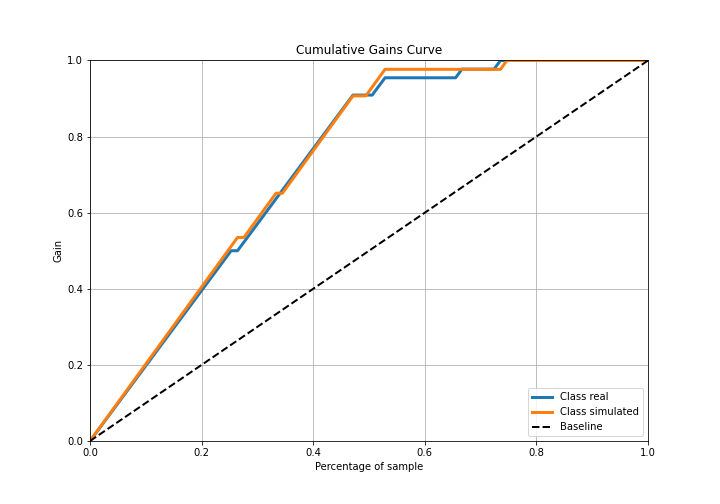 Cumulative Gains Curve
1.0
0.8
0.6
0.4
0.2
0.0
Gain
0.0 0.2 0.4 0.6 0.8 1.0
Percentage of sample
Class real
Class simulated
Baseline